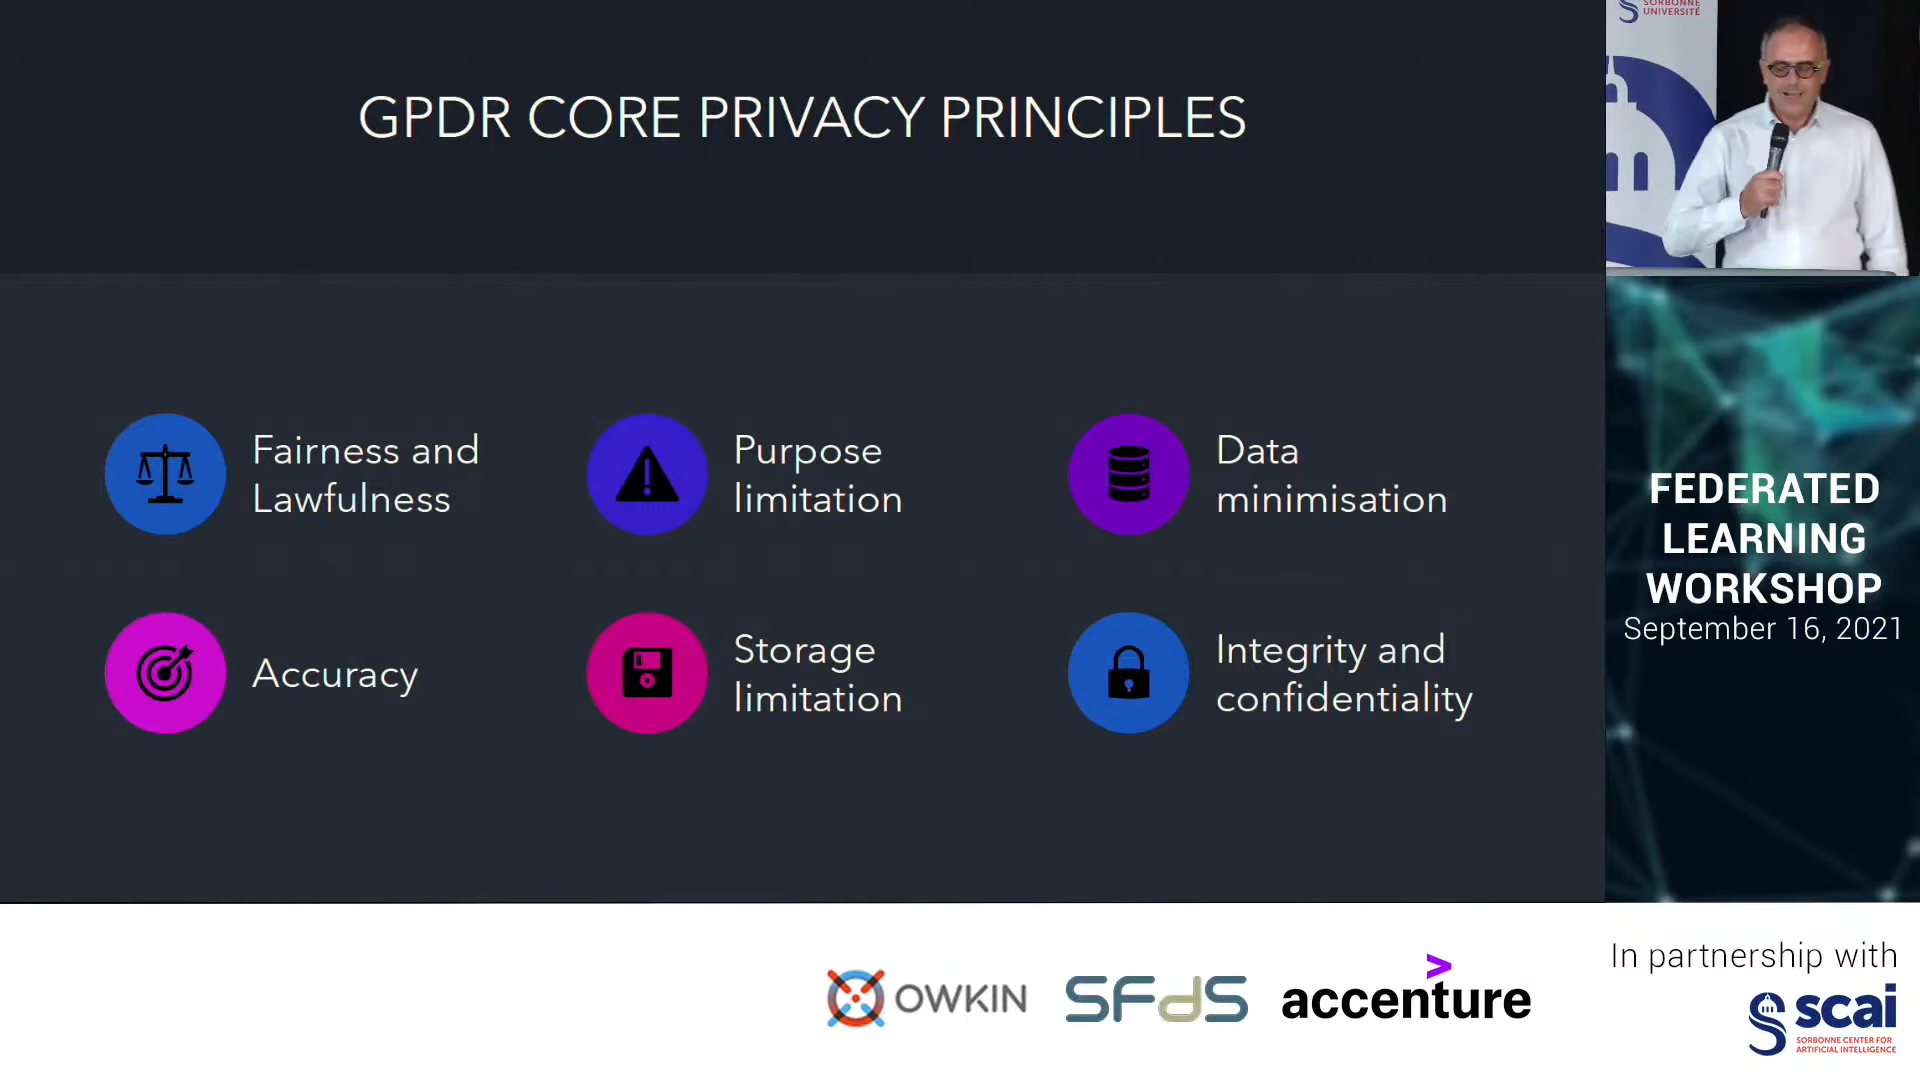 GPDR CORE PRIVACY PRINCIPLES
Fairness and
Lawfulness
Purpose
limitation
Data
minimisation
Accuracy
Storage
limitation
Integrity and
confidentiality
SORBONNE
UNIVERSITÉ
FEDERATED
LEARNING
WORKSHOP
September 16, 2021
OWKIN
SFdS
>
accenture
In partnership with
scai
SORBONNE CENTER FOR
ARTIFICIAL INTELLIGENCE